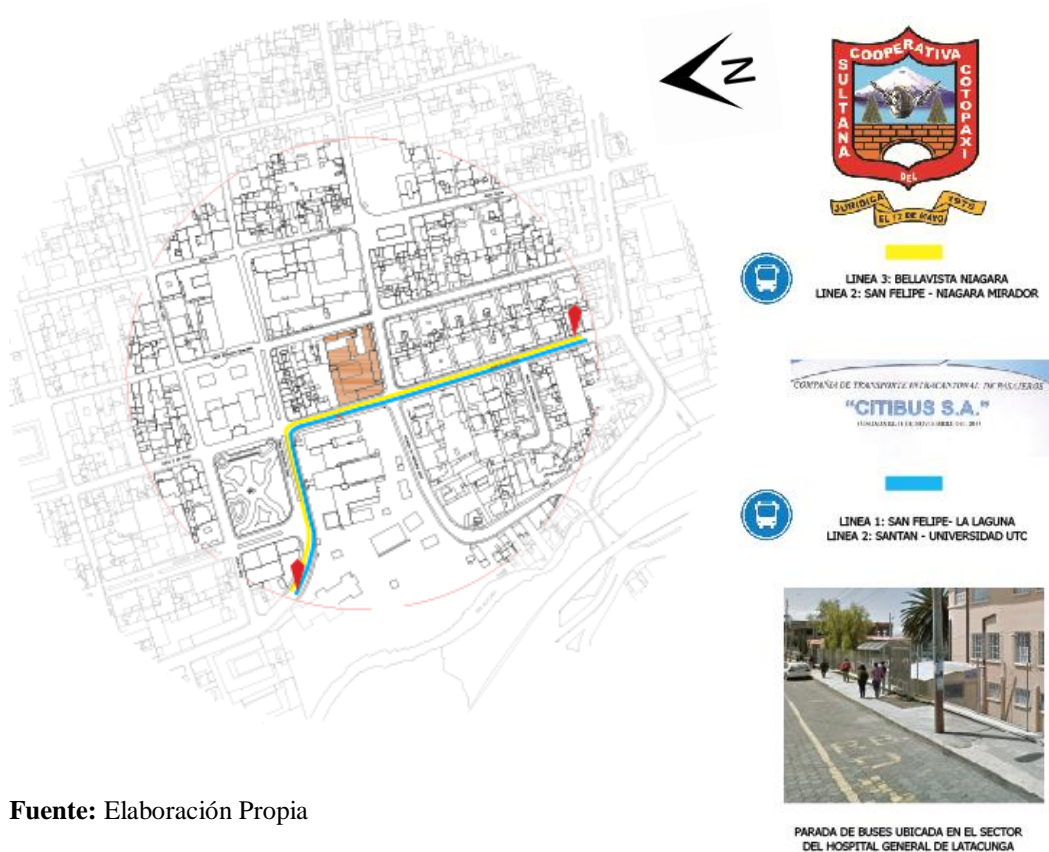 N
COOPERATIVA
SULTANA
DEL
COTOPAXI
JURIDICA
EL 12 DE MAYO
1975
LINEA 3: BELLAVISTA NIAGARA
LINEA 2: SAN FELIPE - NIAGARA MIRADOR
COMPAÑIA DE TRANSPORTE INTRACANTONAL DE PASAJEROS
"CITIBUS S.A."
LINEA 1: SAN FELIPE- LA LAGUNA
LINEA 2: SANTAN - UNIVERSIDAD UTC
PARADA DE BUSES UBICADA EN EL SECTOR
DEL HOSPITAL GENERAL DE LATACUNGA
Fuente: Elaboración Propia